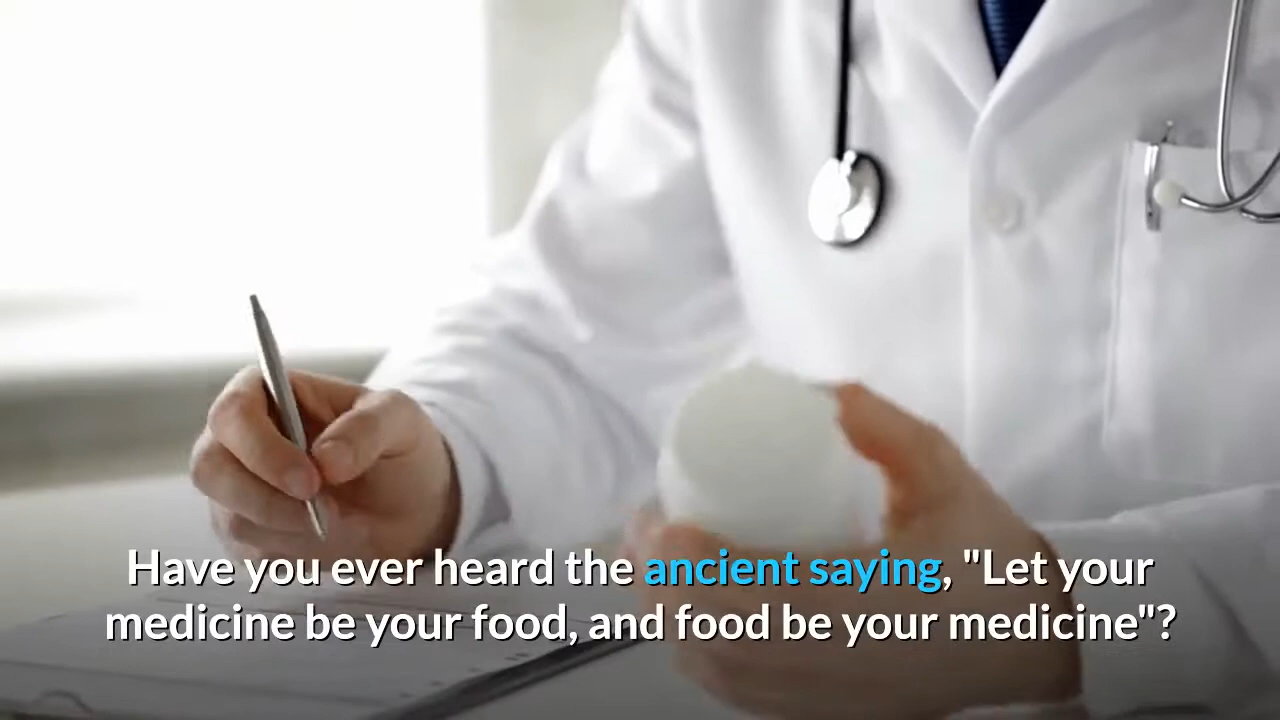 Have you ever heard the ancient saying, "Let your
medicine be your food, and food be your medicine"?